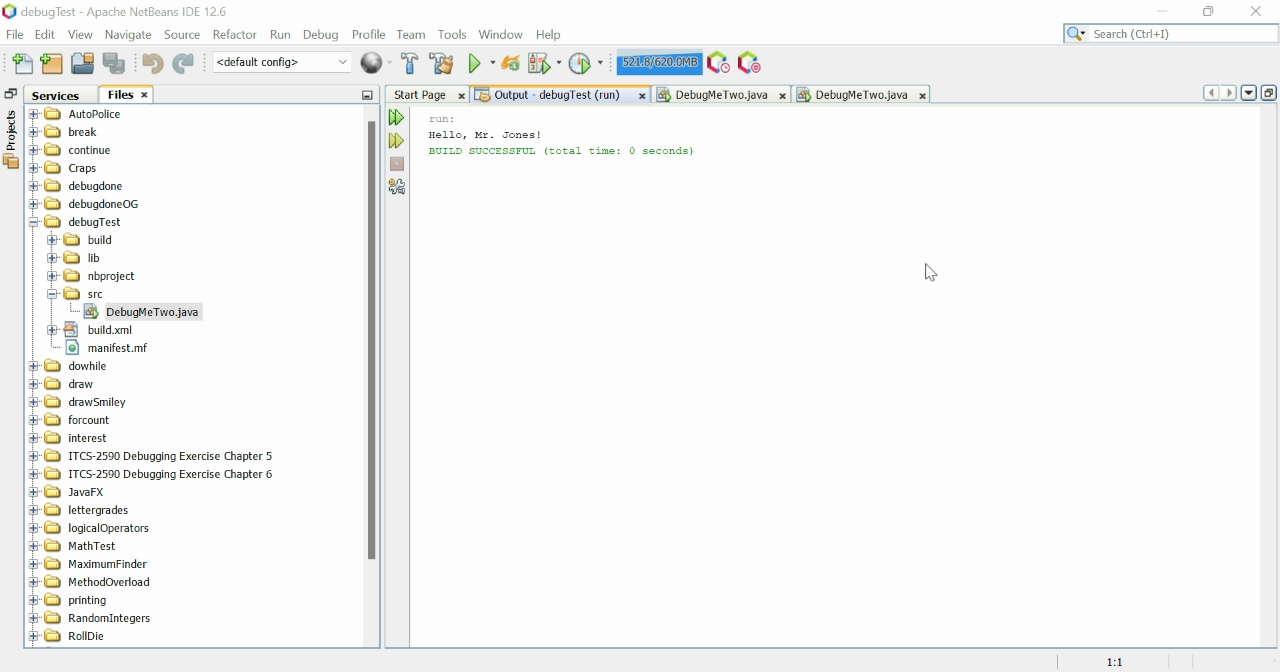 debugTest - Apache NetBeans IDE 12.6
File Edit View Navigate Source Refactor Run Debug Profile Team Tools Window Help
Search (Ctrl+I)
<default config>
521.8/620.0MB
Projects
Services Files
Start Page Output - debugTest (run) DebugMeTwo.java DebugMeTwo.java
AutoPolice
break
continue
Craps
debugdone
debugdoneOG
debugTest
build
lib
nbproject
src
DebugMeTwo.java
build.xml
manifest.mf
dowhile
draw
drawSmiley
forcount
interest
ITCS-2590 Debugging Exercise Chapter 5
ITCS-2590 Debugging Exercise Chapter 6
JavaFX
lettergrades
logicalOperators
MathTest
MaximumFinder
MethodOverload
printing
RandomIntegers
RollDie
run:
Hello, Mr. Jones!
BUILD SUCCESSFUL (total time: 0 seconds)
1:1